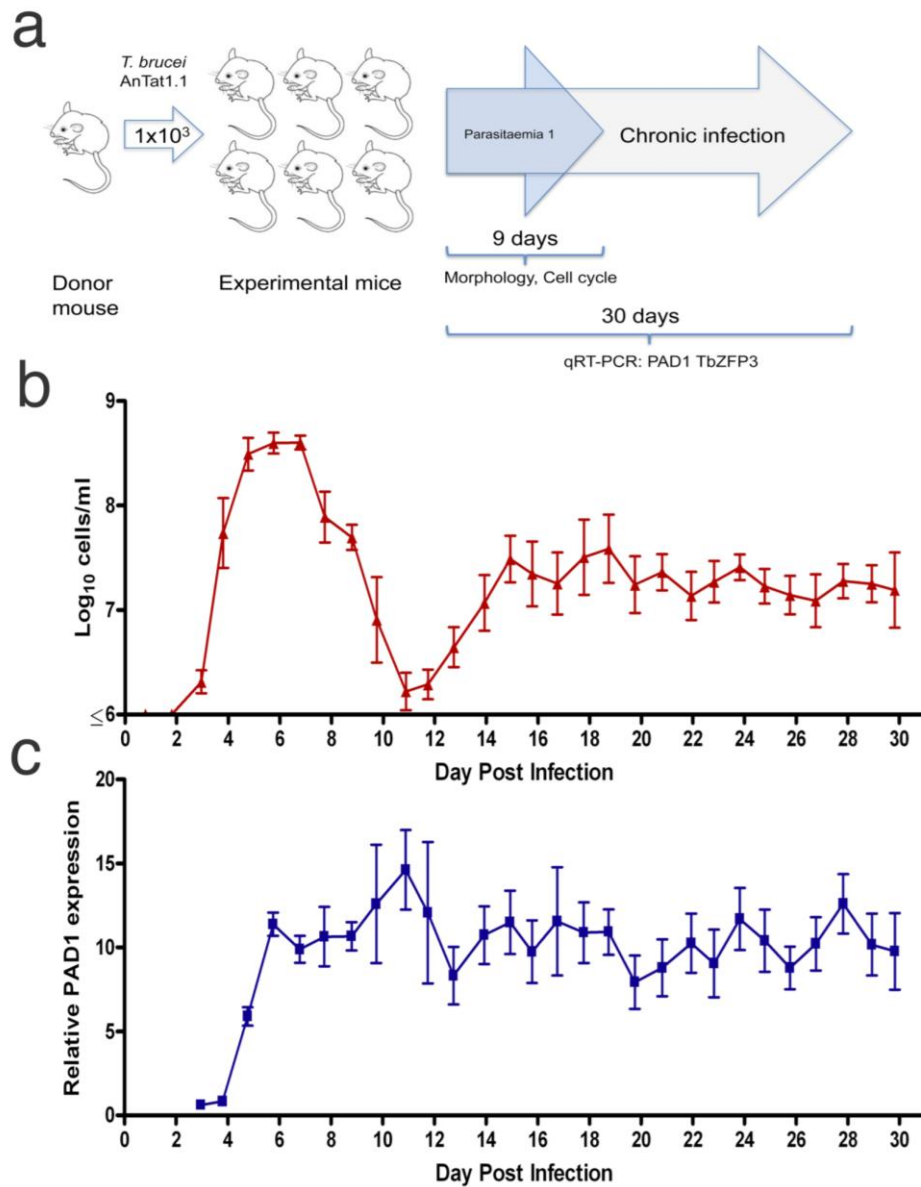 a
T. brucei
AnTat1.1
1x10³
Parasitaemia 1
Chronic infection
9 days
Morphology, Cell cycle
Donor
mouse
Experimental mice
30 days
qRT-PCR: PAD1 TbZFP3
b
9
8
7
≤6
Log₁₀ cells/ml
0 2 4 6 8 10 12 14 16 18 20 22 24 26 28 30
Day Post Infection
c
20
15
10
5
0
Relative PAD1 expression
0 2 4 6 8 10 12 14 16 18 20 22 24 26 28 30
Day Post Infection